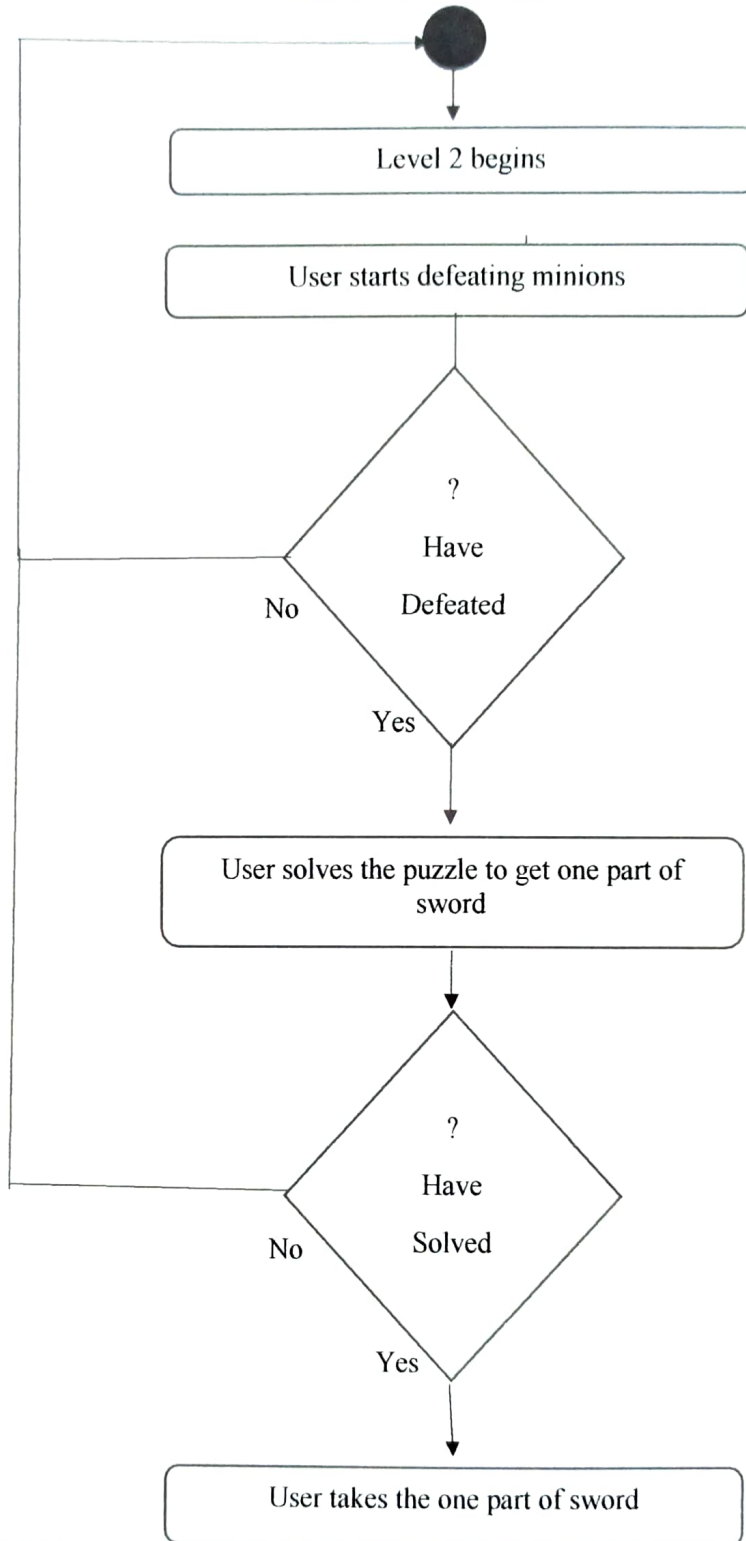 Level 2 begins
User starts defeating minions
?
Have
Defeated
No
Yes
User solves the puzzle to get one part of
sword
?
Have
Solved
No
Yes
User takes the one part of sword